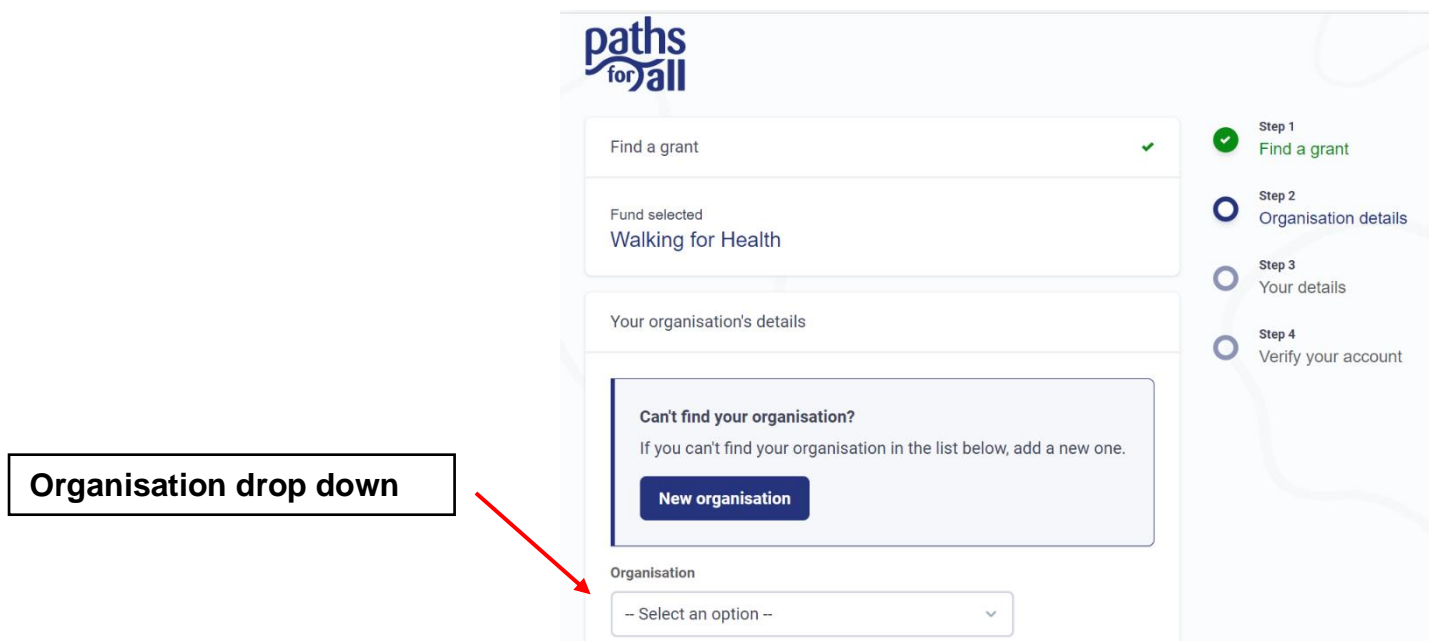 paths
for all
Find a grant
Fund selected
Walking for Health
Your organisation's details
Can't find your organisation?
If you can't find your organisation in the list below, add a new one.
New organisation
Organisation
-- Select an option --
Step 1
Find a grant
Step 2
Organisation details
Step 3
Your details
Step 4
Verify your account
Organisation drop down